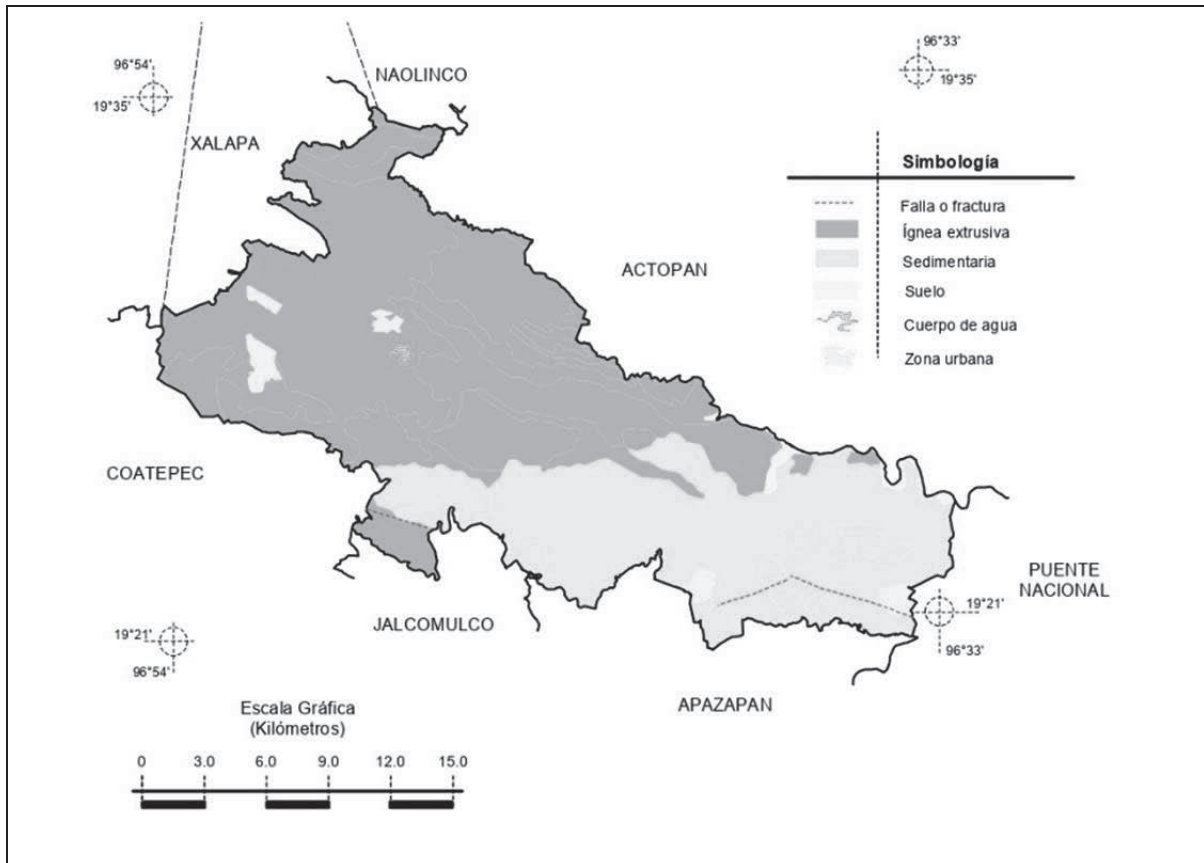 96°54'
19°35'
NAOLINCO
96°33'
19°35'
XALAPA
Simbología
Falla o fractura
Ígnea extrusiva
Sedimentaria
Suelo
Cuerpo de agua
Zona urbana
ACTOPAN
COATEPEC
PUENTE
NACIONAL
19°21'
96°33'
JALCOMULCO
19°21'
96°54'
APAZAPAN
Escala Gráfica
(Kilómetros)
0 3.0 6.0 9.0 12.0 15.0